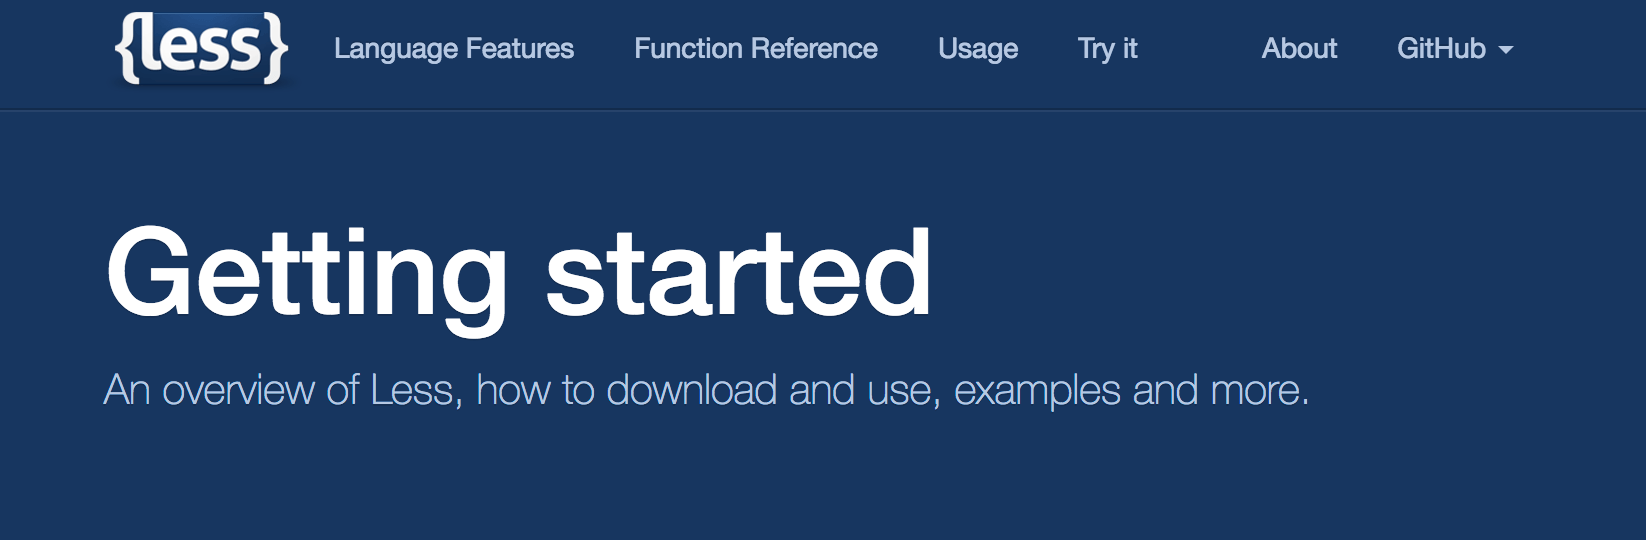 {less} Language Features Function Reference Usage Try it About GitHub
Getting started
An overview of Less, how to download and use, examples and more.